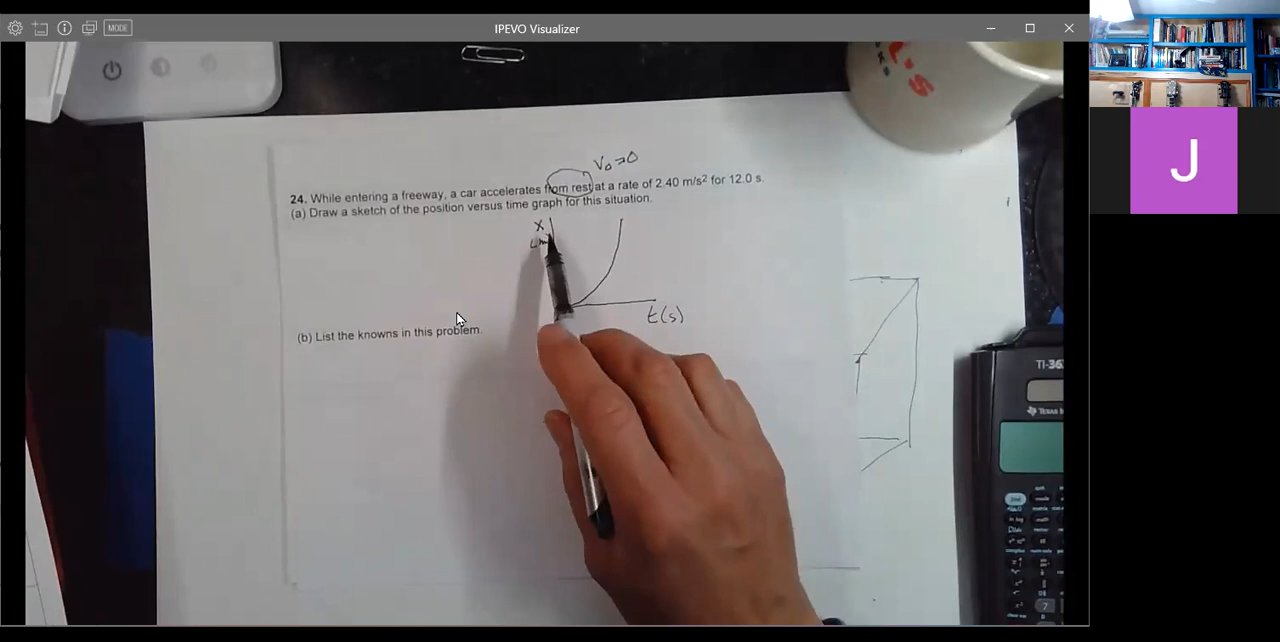 MODE
IPEVO Visualizer
V₀=0
24. While entering a freeway, a car accelerates from rest at a rate of 2.40 m/s² for 12.0 s.
(a) Draw a sketch of the position versus time graph for this situation.
x
t(s)
(b) List the knowns in this problem.
J
TI-36
TEXAS
7